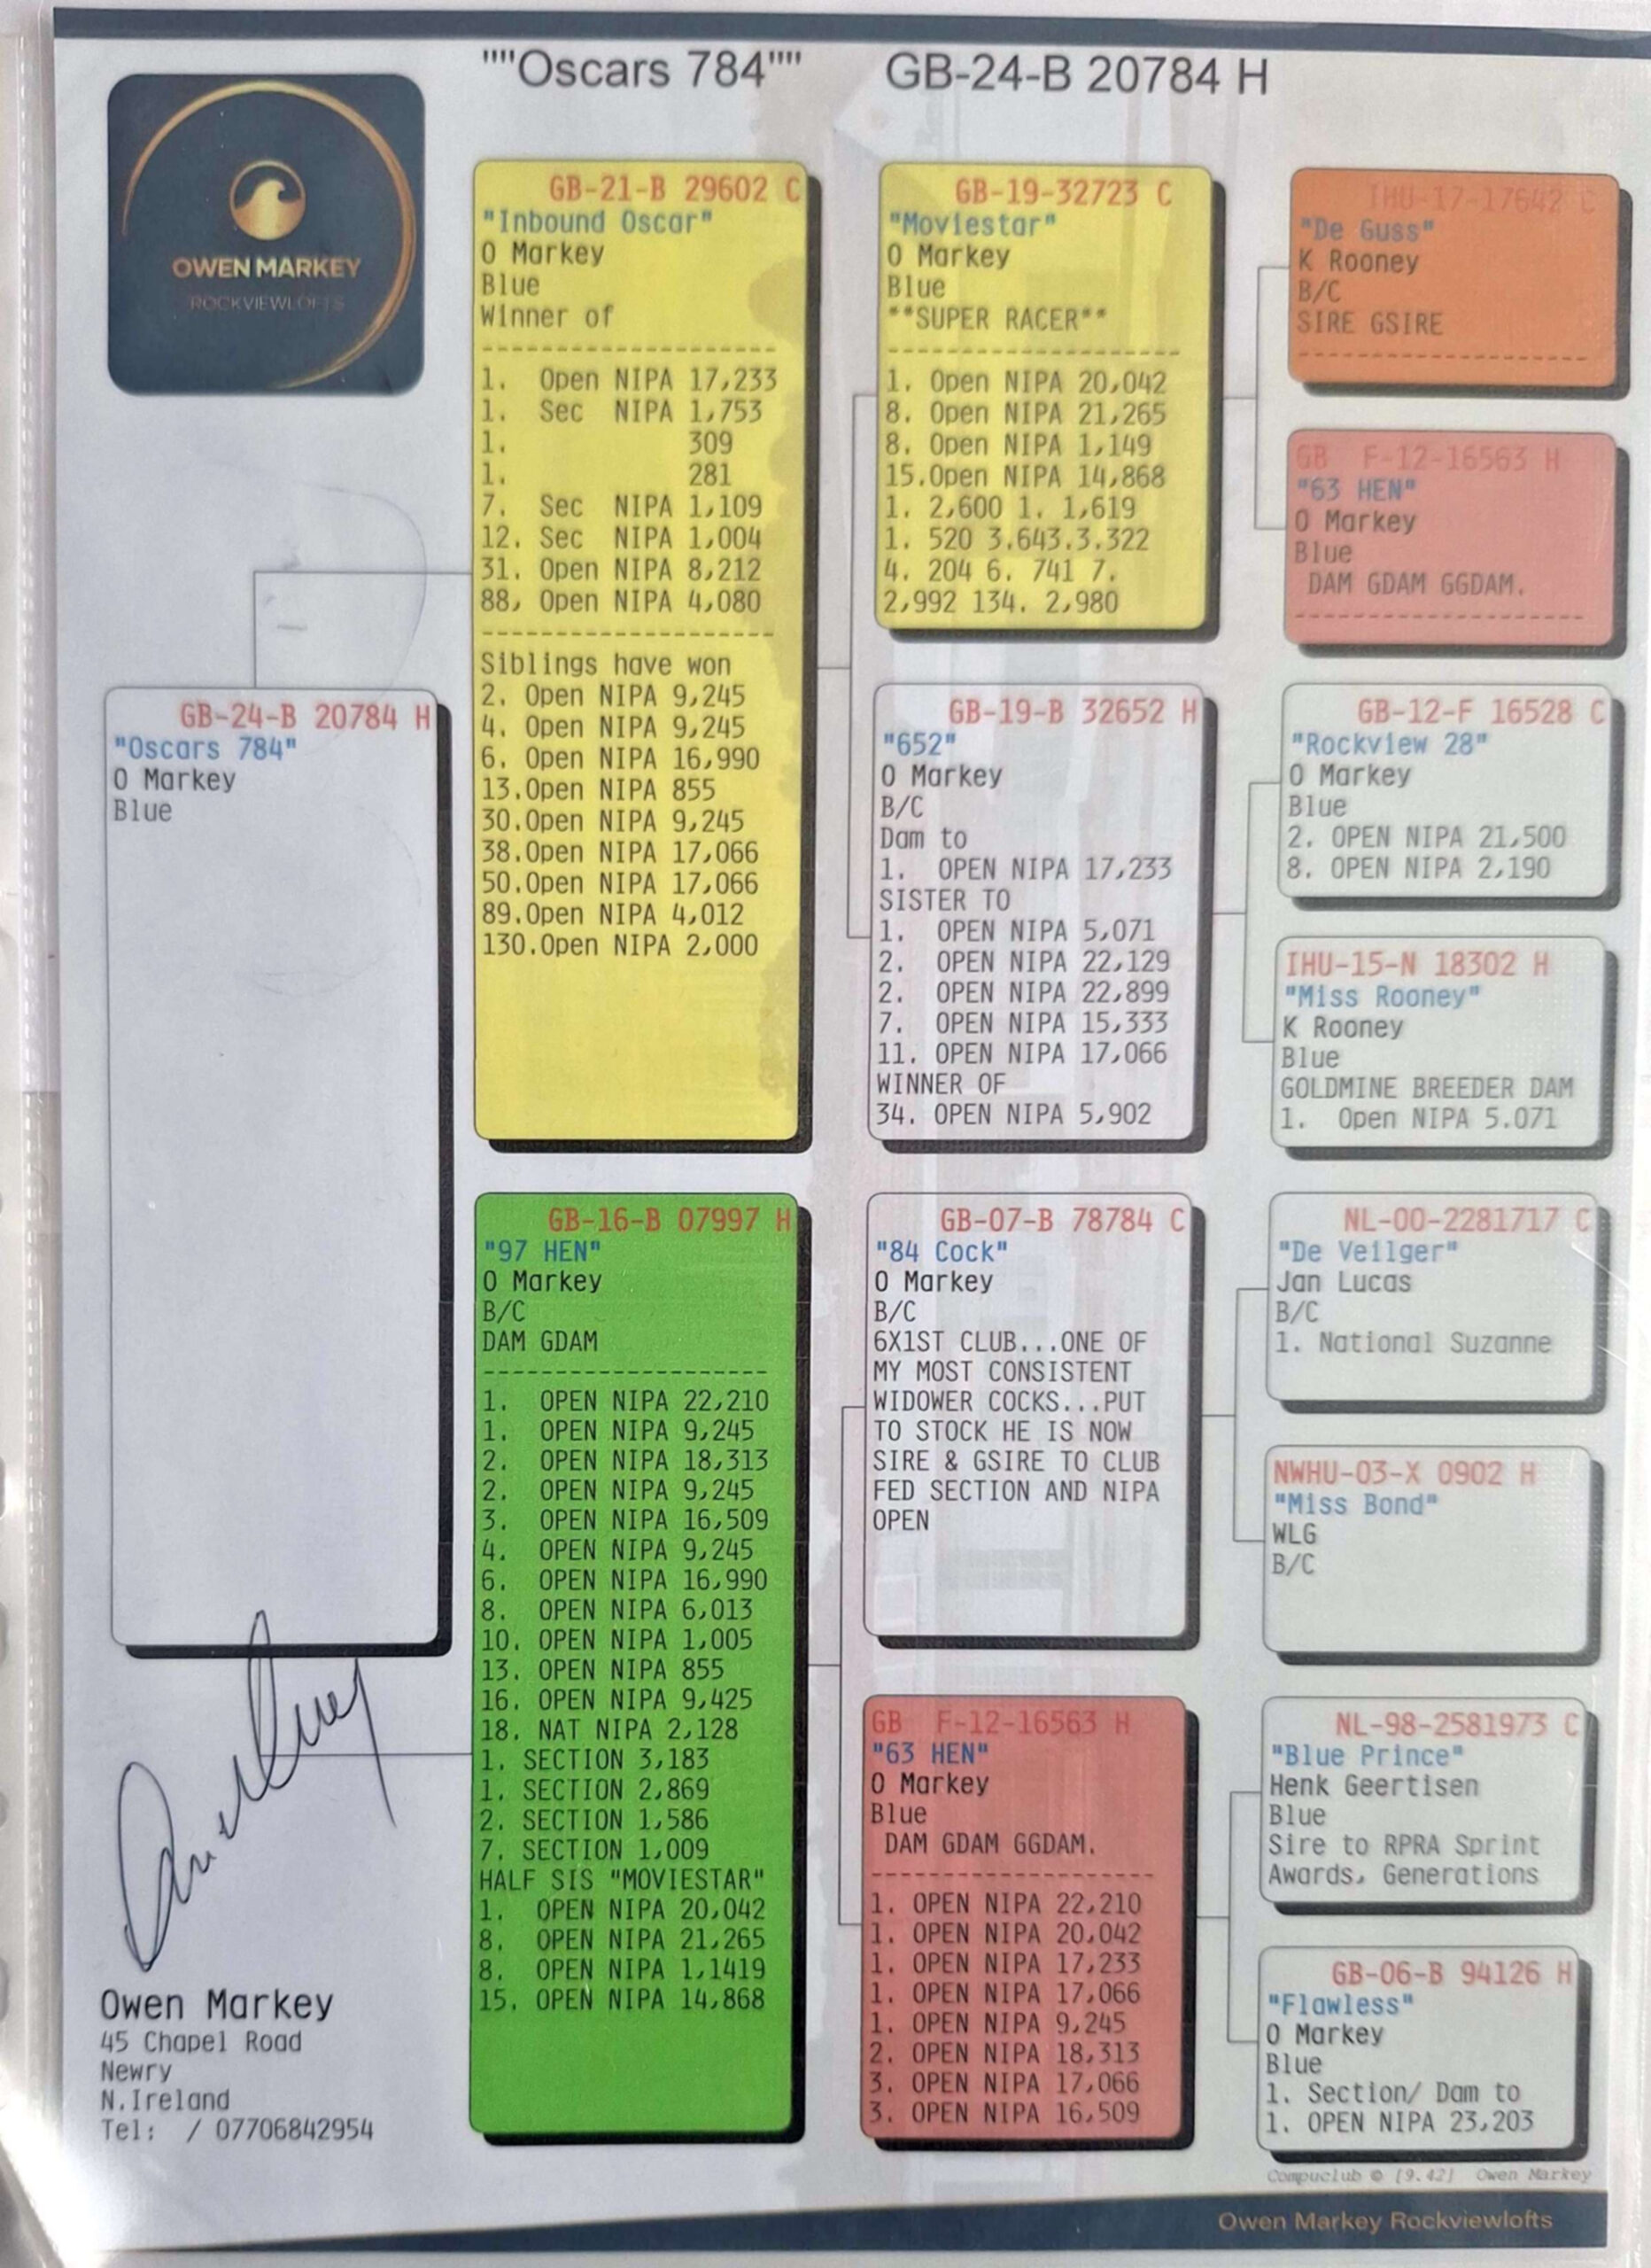 ""Oscars 784"" GB-24-B 20784 H
OWEN MARKEY
ROCKVIEWLOFTS
GB-24-B 20784 H
"Oscars 784"
O Markey
Blue
GB-21-B 29602 C
"Inbound Oscar"
O Markey
Blue
Winner of
--------------------
1. Open NIPA 17,233
1. Sec NIPA 1,753
1. 309
1. 281
7. Sec NIPA 1,109
12. Sec NIPA 1,004
31. Open NIPA 8,212
88, Open NIPA 4,080
--------------------
Siblings have won
2. Open NIPA 9,245
4. Open NIPA 9,245
6. Open NIPA 16,990
13.Open NIPA 855
30.Open NIPA 9,245
38.Open NIPA 17,066
50.Open NIPA 17,066
89.Open NIPA 4,012
130.Open NIPA 2,000
GB-16-B 07997 H
"97 HEN"
O Markey
B/C
DAM GDAM
--------------------
1. OPEN NIPA 22,210
1. OPEN NIPA 9,245
2. OPEN NIPA 18,313
2. OPEN NIPA 9,245
3. OPEN NIPA 16,509
4. OPEN NIPA 9,245
6. OPEN NIPA 16,990
8. OPEN NIPA 6,013
10. OPEN NIPA 1,005
13. OPEN NIPA 855
16. OPEN NIPA 9,425
18. NAT NIPA 2,128
1. SECTION 3,183
1. SECTION 2,869
2. SECTION 1,586
7. SECTION 1,009
HALF SIS "MOVIESTAR"
1. OPEN NIPA 20,042
8. OPEN NIPA 21,265
8. OPEN NIPA 1,1419
15. OPEN NIPA 14,868
GB-19-32723 C
"Moviestar"
O Markey
Blue
**SUPER RACER**
--------------------
1. Open NIPA 20,042
8. Open NIPA 21,265
8. Open NIPA 1,149
15.Open NIPA 14,868
1. 2,600 1. 1,619
1. 520 3.643.3.322
4. 204 6. 741 7.
2,992 134. 2,980
GB-19-B 32652 H
"652"
O Markey
B/C
Dam to
1. OPEN NIPA 17,233
SISTER TO
1. OPEN NIPA 5,071
2. OPEN NIPA 22,129
2. OPEN NIPA 22,899
7. OPEN NIPA 15,333
11. OPEN NIPA 17,066
WINNER OF
34. OPEN NIPA 5,902
GB-07-B 78784 C
"84 Cock"
O Markey
B/C
6X1ST CLUB...ONE OF
MY MOST CONSISTENT
WIDOWER COCKS...PUT
TO STOCK HE IS NOW
SIRE & GSIRE TO CLUB
FED SECTION AND NIPA
OPEN
GB F-12-16563 H
"63 HEN"
O Markey
Blue
DAM GDAM GGDAM.
--------------------
1. OPEN NIPA 22,210
1. OPEN NIPA 20,042
1. OPEN NIPA 17,233
1. OPEN NIPA 17,066
1. OPEN NIPA 9,245
2. OPEN NIPA 18,313
3. OPEN NIPA 17,066
3. OPEN NIPA 16,509
IHU-17-17642 C
"De Guss"
K Rooney
B/C
SIRE GSIRE
--------------------
GB F-12-16563 H
"63 HEN"
O Markey
Blue
DAM GDAM GGDAM.
--------------------
GB-12-F 16528 C
"Rockview 28"
O Markey
Blue
2. OPEN NIPA 21,500
8. OPEN NIPA 2,190
IHU-15-N 18302 H
"Miss Rooney"
K Rooney
Blue
GOLDMINE BREEDER DAM
1. Open NIPA 5.071
NL-00-2281717 C
"De Veilger"
Jan Lucas
B/C
1. National Suzanne
NWHU-03-X 0902 H
"Miss Bond"
WLG
B/C
NL-98-2581973 C
"Blue Prince"
Henk Geertisen
Blue
Sire to RPRA Sprint
Awards, Generations
GB-06-B 94126 H
"Flawless"
O Markey
Blue
1. Section/ Dam to
1. OPEN NIPA 23,203
Owen Markey
45 Chapel Road
Newry
N.Ireland
Tel: / 07706842954
Compuclub © [9.42] Owen Markey
Owen Markey Rockviewlofts